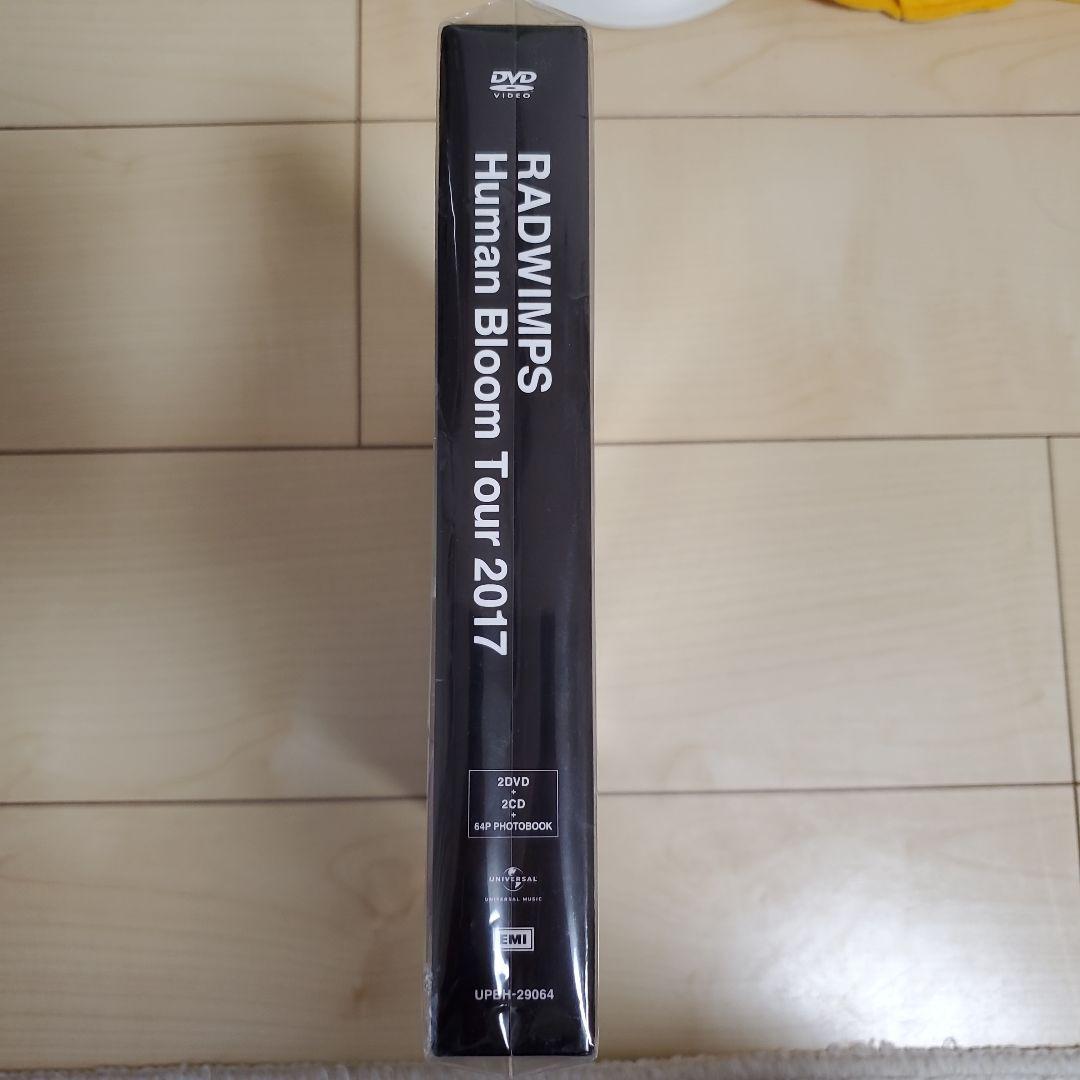 DVD
VIDEO
RADWIMPS
Human Bloom Tour 2017
2DVD
+
2CD
+
64P PHOTOBOOK
UNIVERSAL
UNIVERSAL MUSIC
EMI
UPBH-29064